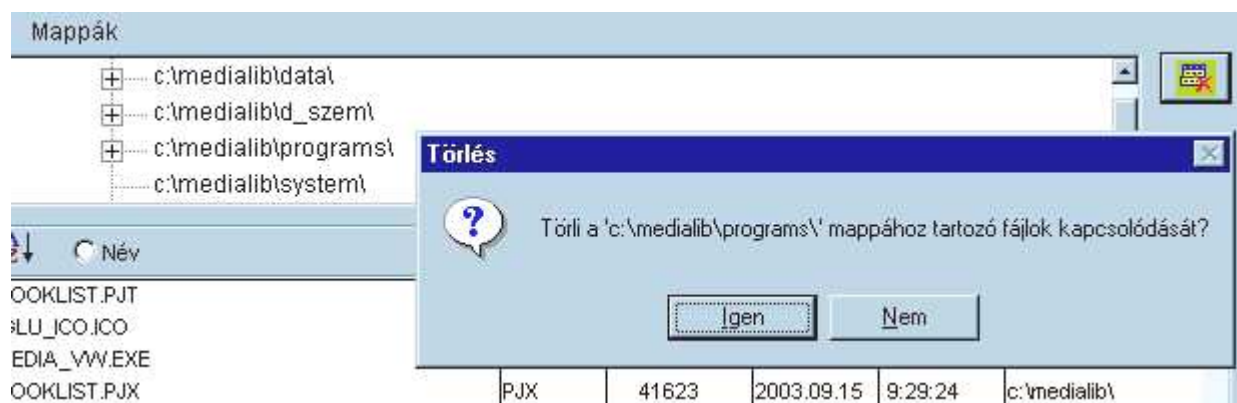 Mappák
c:\medialib\data\
c:\medialib\d_szem\
c:\medialib\programs\
c:\medialib\system\
Törlés
Törli a 'c:\medialib\programs\' mappához tartozó fájlok kapcsolódását?
Igen Nem
Név
OOKLIST.PJT
LU_ICO.ICO
EDIA_VW.EXE
OOKLIST.PJX PJX 41623 2003.09.15 9:29:24 c:\medialib\